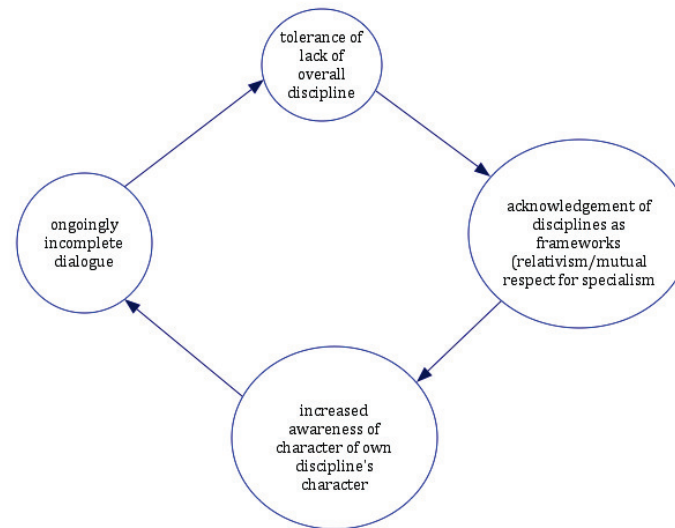 tolerance of
lack of
overall
discipline
acknowledgement of
disciplines as
frameworks
(relativism/mutual
respect for specialism
increased
awareness of
character of own
discipline's
character
ongoingly
incomplete
dialogue